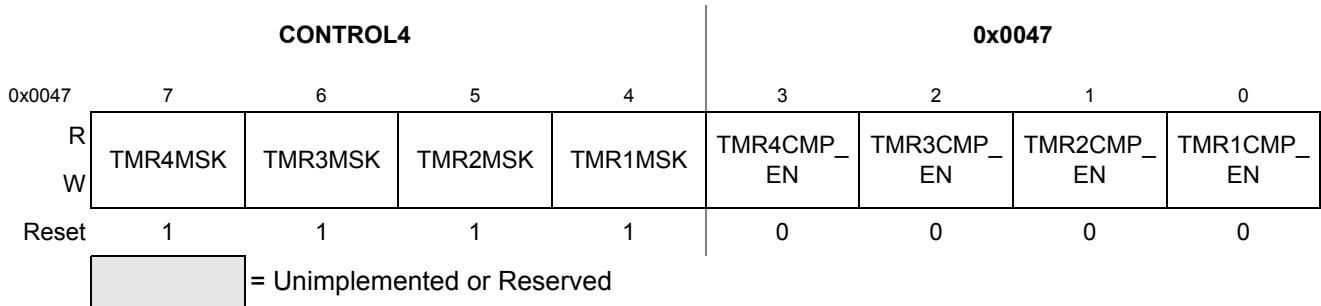 CONTROL4 0x0047
0x0047 7 6 5 4 3 2 1 0
R
W
TMR4MSK TMR3MSK TMR2MSK TMR1MSK TMR4CMP_ TMR3CMP_ TMR2CMP_ TMR1CMP_
EN EN EN EN
Reset 1 1 1 1 0 0 0 0
= Unimplemented or Reserved